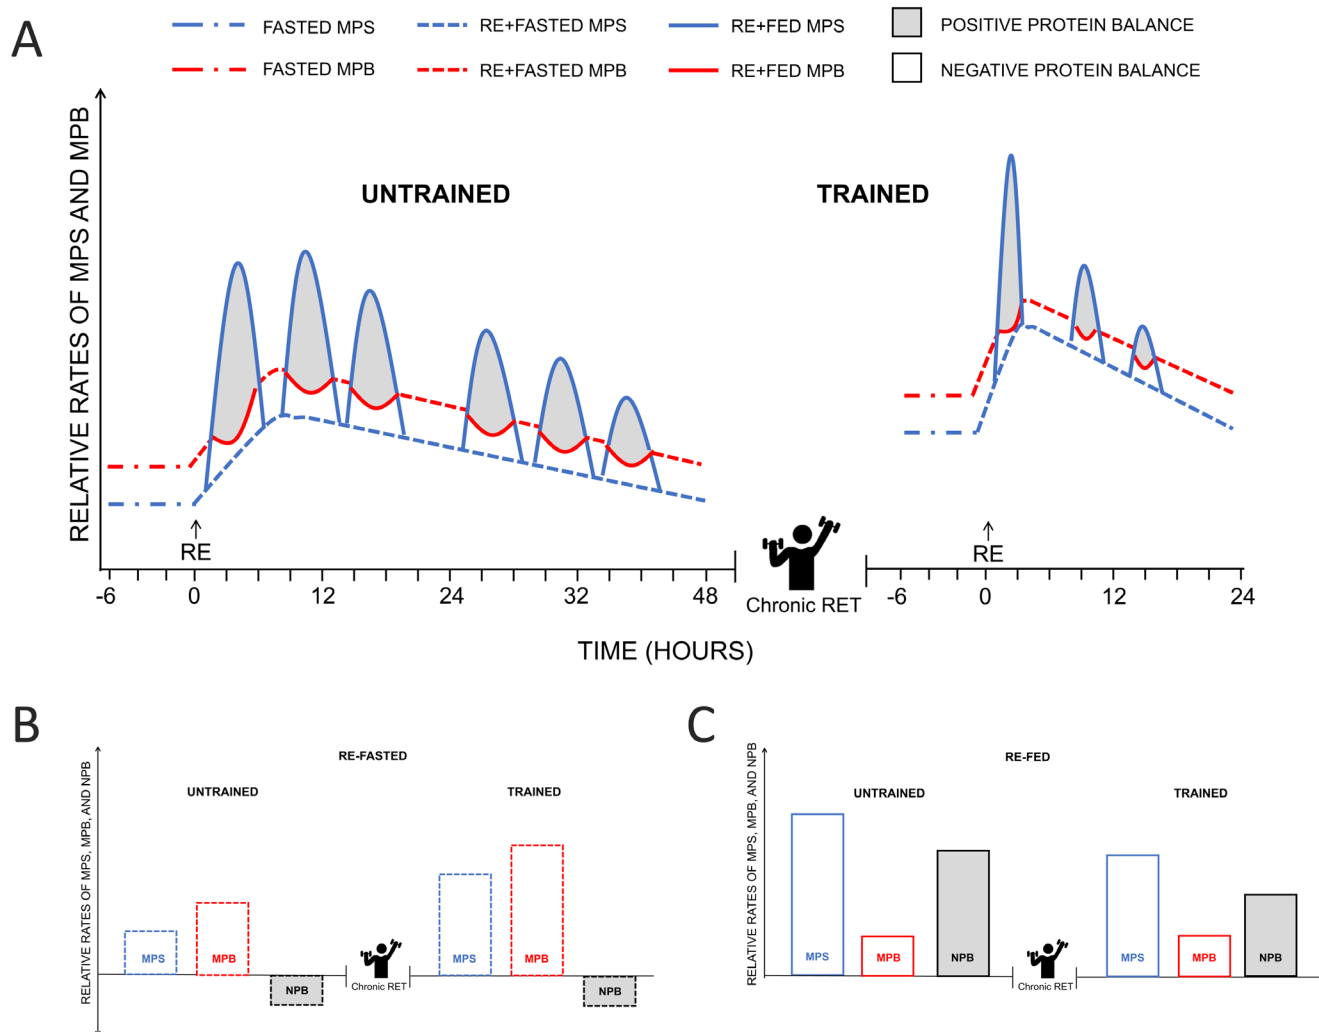 A
FASTED MPS
RE+FASTED MPS
RE+FED MPS
POSITIVE PROTEIN BALANCE
FASTED MPB
RE+FASTED MPB
RE+FED MPB
NEGATIVE PROTEIN BALANCE
RELATIVE RATES OF MPS AND MPB
UNTRAINED
TRAINED
RE
RE
-6 0 12 24 32 48
Chronic RET
-6 0 12 24
TIME (HOURS)
B
RELATIVE RATES OF MPS, MPB, AND NPB
RE-FASTED
UNTRAINED
TRAINED
MPS
MPB
NPB
Chronic RET
MPS
MPB
NPB
C
RELATIVE RATES OF MPS, MPB, AND NPB
RE-FED
UNTRAINED
TRAINED
MPS
MPB
NPB
Chronic RET
MPS
MPB
NPB